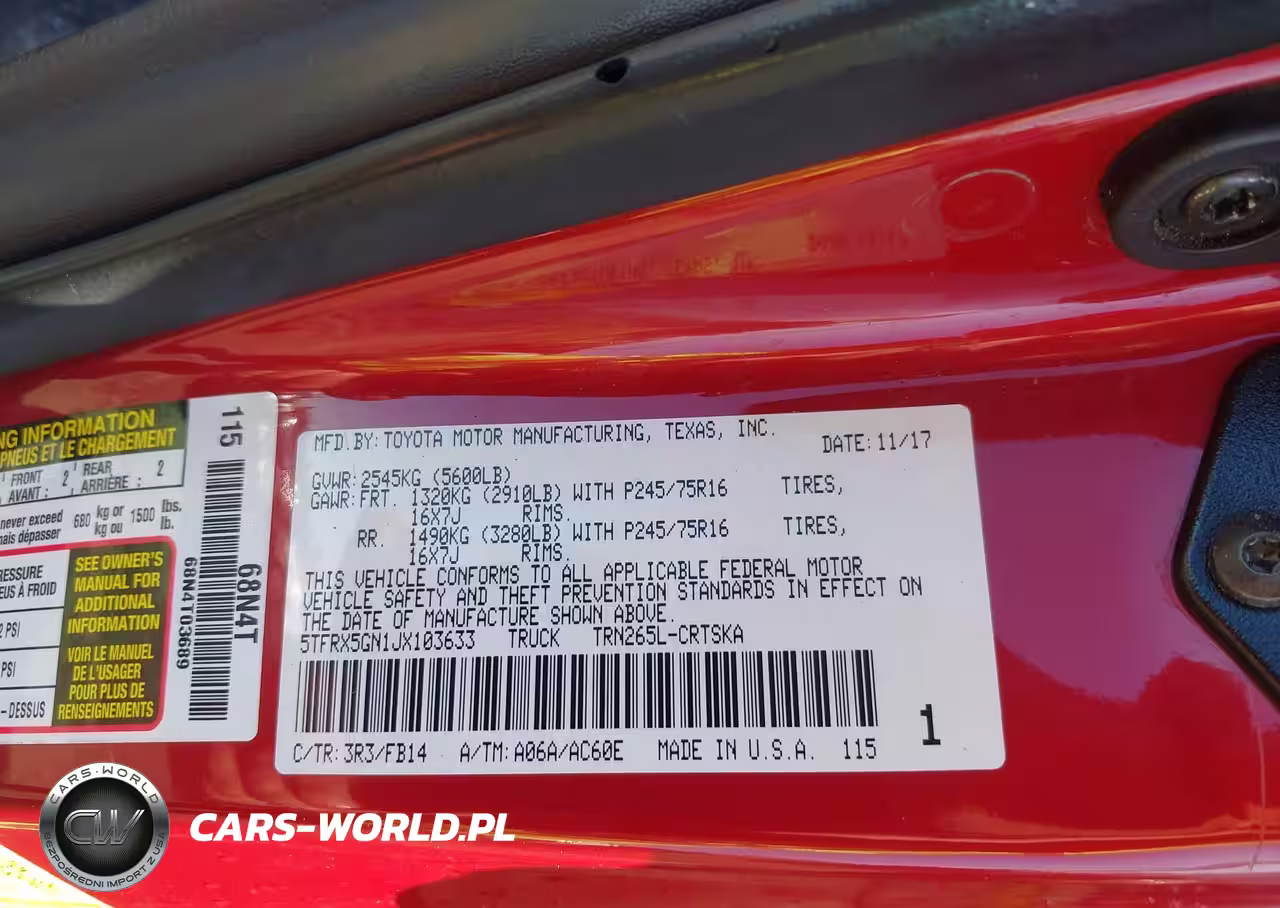 NG INFORMATION
PNEUS ET LE CHARGEMENT
FRONT 2 REAR 2
AVANT : ARRIÈRE :
never exceed 680 kg or 1500 lbs.
mais dépasser kg ou lb.
RESSURE
EUS À FROID
2 PSI
PSI
-DESSUS
SEE OWNER'S
MANUAL FOR
ADDITIONAL
INFORMATION
VOIR LE MANUEL
DE L'USAGER
POUR PLUS DE
RENSEIGNEMENTS
115
68N4T03689
68N4T
MFD.BY:TOYOTA MOTOR MANUFACTURING, TEXAS, INC. DATE:11/17
GVWR:2545KG (5600LB)
GAWR:FRT. 1320KG (2910LB) WITH P245/75R16 TIRES,
16X7J RIMS.
RR. 1490KG (3280LB) WITH P245/75R16 TIRES,
16X7J RIMS.
THIS VEHICLE CONFORMS TO ALL APPLICABLE FEDERAL MOTOR
VEHICLE SAFETY AND THEFT PREVENTION STANDARDS IN EFFECT ON
THE DATE OF MANUFACTURE SHOWN ABOVE.
5TFRX5GN1JX103633 TRUCK TRN265L-CRTSKA
C/TR:3R3/FB14 A/TM:A06A/AC60E MADE IN U.S.A. 115 1
CARS-WORLD
CW
BEZPOŚREDNI IMPORT Z USA
CARS-WORLD.PL